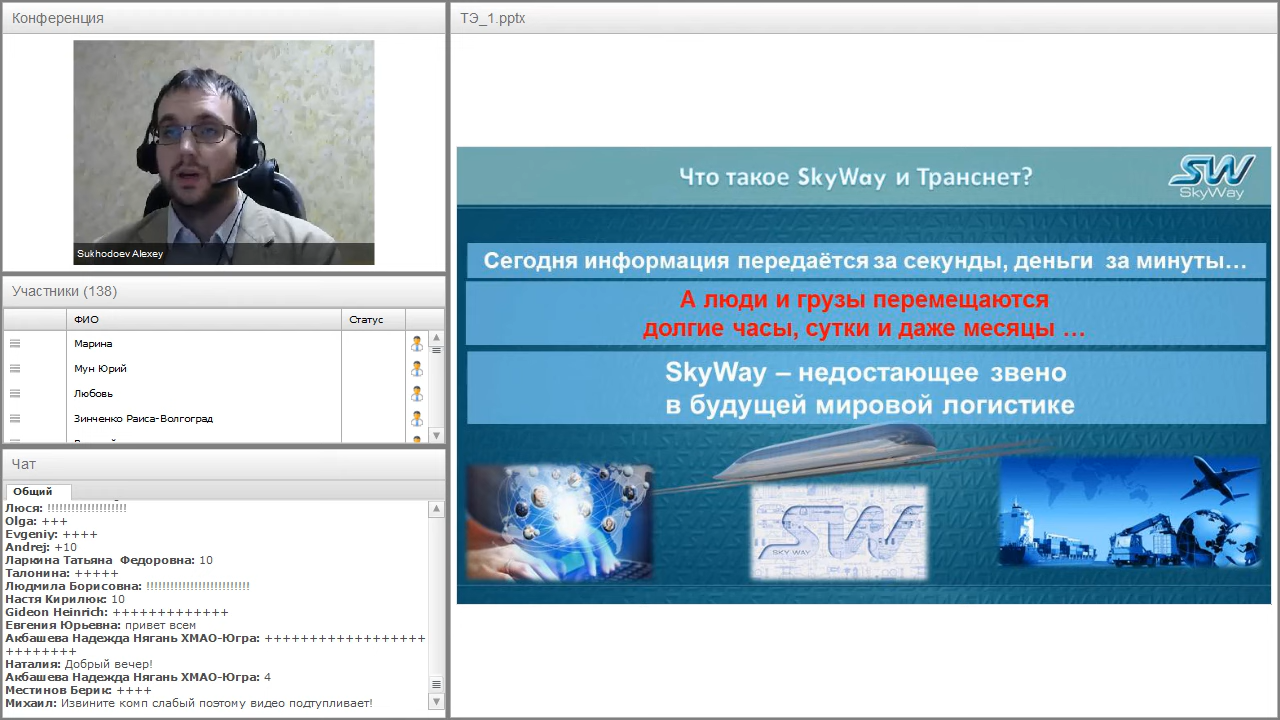 Конференция
Sukhodoev Alexey
Участники (138)
ФИО
Статус
Марина
Мун Юрий
Любовь
Зинченко Раиса-Волгоград
Чат
Общий
Люся: !!!!!!!!!!!!!!!!!!!!
Olga: +++
Evgeniy: ++++
Andrej: +10
Ларкина Татьяна Федоровна: 10
Талонина: +++++
Людмила Борисовна: !!!!!!!!!!!!!!!!!!!!!!!!!!
Настя Кирилюк: 10
Gideon Heinrich: +++++++++++++
Евгения Юрьевна: привет всем
Акбашева Надежда Нягань ХМАО-Югра: ++++++++++++++++++
++++++++
Наталия: Добрый вечер!
Акбашева Надежда Нягань ХМАО-Югра: 4
Местинов Берик: ++++
Михаил: Извините комп слабый поэтому видео подтупливает!
ТЭ_1.pptx
Что такое SkyWay и Транснет?
SW
SkyWay
Сегодня информация передаётся за секунды, деньги за минуты…
А люди и грузы перемещаются
долгие часы, сутки и даже месяцы …
SkyWay – недостающее звено
в будущей мировой логистике
SW
SKY WAY